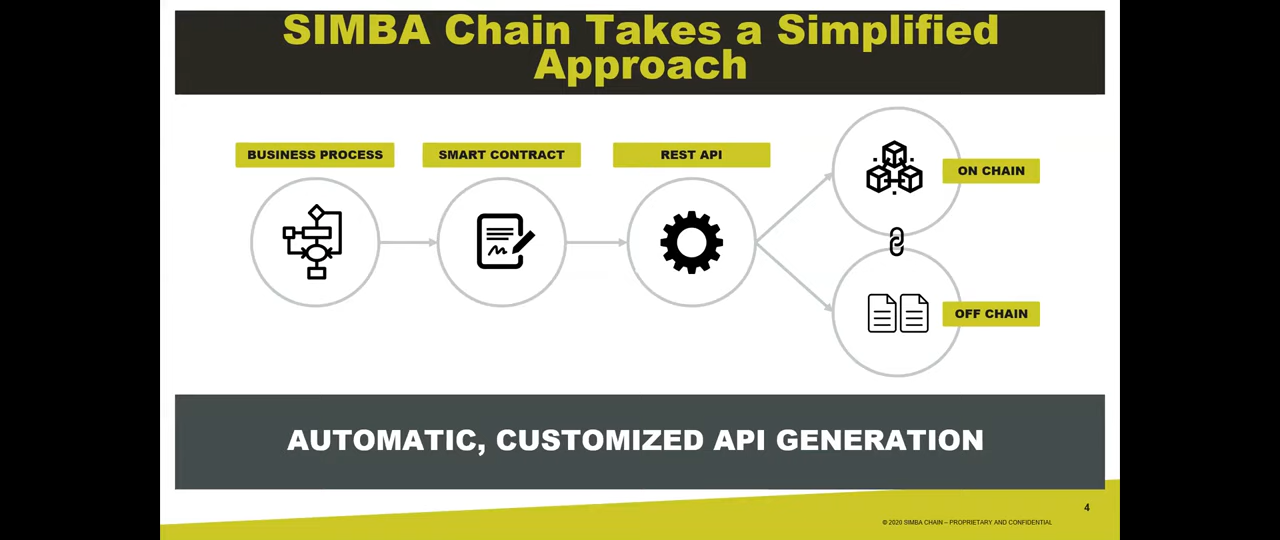 SIMBA Chain Takes a Simplified
Approach
BUSINESS PROCESS
SMART CONTRACT
REST API
ON CHAIN
OFF CHAIN
AUTOMATIC, CUSTOMIZED API GENERATION
4
© 2020 SIMBA CHAIN – PROPRIETARY AND CONFIDENTIAL